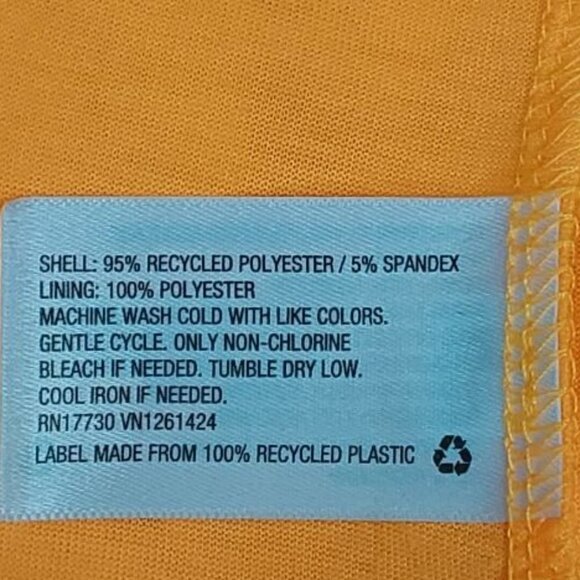 SHELL: 95% RECYCLED POLYESTER / 5% SPANDEX
LINING: 100% POLYESTER
MACHINE WASH COLD WITH LIKE COLORS.
GENTLE CYCLE. ONLY NON-CHLORINE
BLEACH IF NEEDED. TUMBLE DRY LOW.
COOL IRON IF NEEDED.
RN17730 VN1261424
LABEL MADE FROM 100% RECYCLED PLASTIC